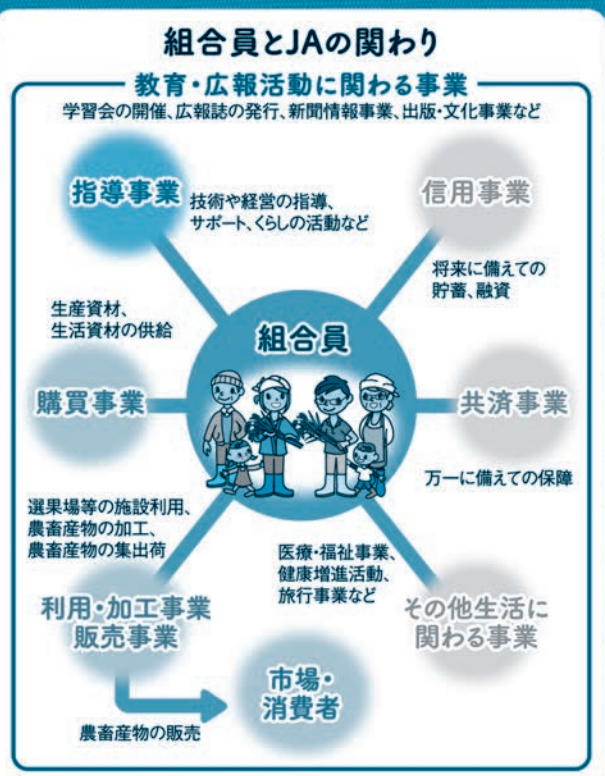 組合員とJAの関わり
教育・広報活動に関わる事業
学習会の開催、広報誌の発行、新聞情報事業、出版・文化事業など
指導事業
技術や経営の指導、
サポート、くらしの活動など
信用事業
将来に備えての
貯蓄、融資
生産資材、
生活資材の供給
購買事業
組合員
共済事業
万一に備えての保障
選果場等の施設利用、
農畜産物の加工、
農畜産物の集出荷
利用・加工事業
販売事業
医療・福祉事業、
健康増進活動、
旅行事業など
その他生活に
関わる事業
市場・
消費者
農畜産物の販売